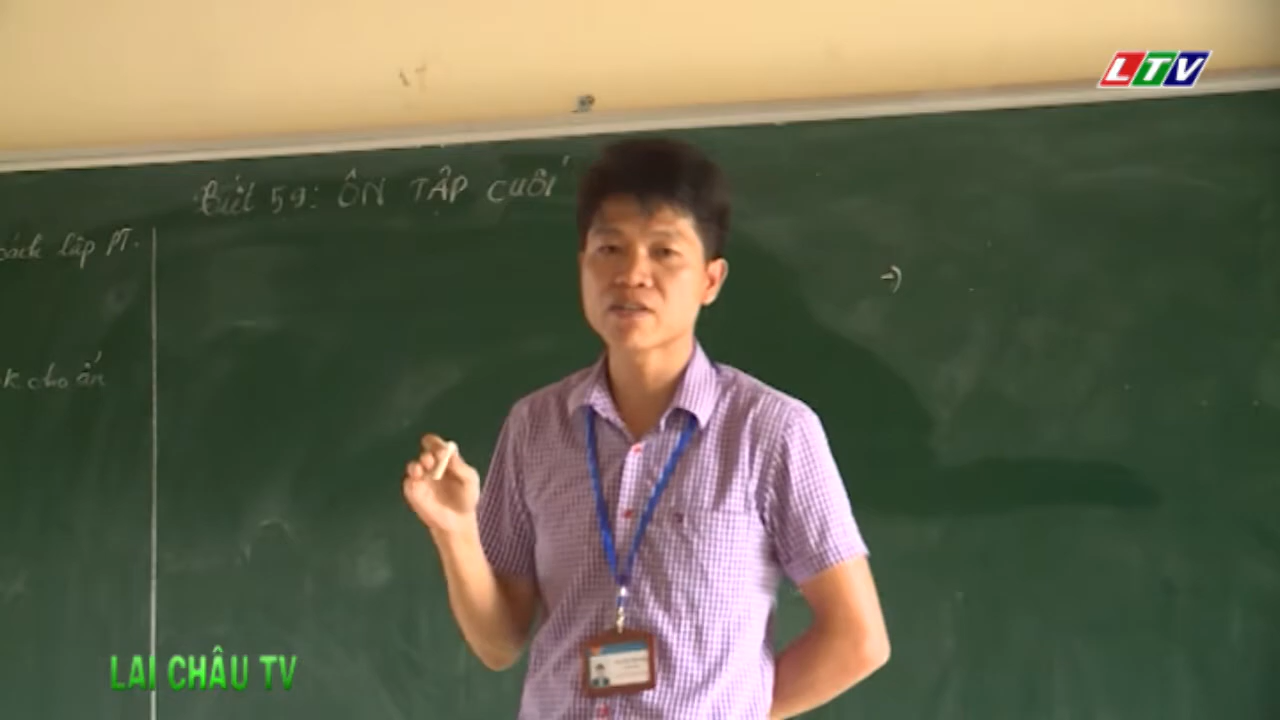 LTV
Tiết 59: ÔN TẬP CUỐI
cách lập PT.
k cho ẩn
LAI CHÂU TV